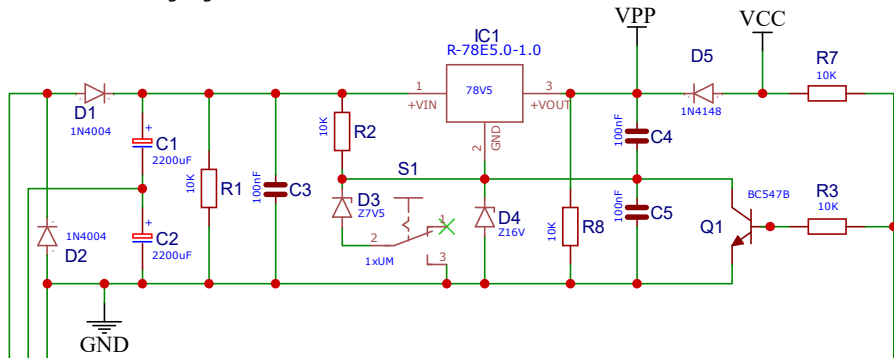 VPP
VCC
IC1
R-78E5.0-1.0
D5
R7
10K
1
+VIN
78V5
3
+VOUT
GND
2
1N4148
D1
1N4004
C1
+
2200uF
10K
R2
100nF
C4
S1
10K
R1
100nF
C3
D3
Z7V5
1
2
3
1xUM
D4
Z16V
10K
R8
100nF
C5
BC547B
Q1
R3
10K
1N4004
D2
+
C2
2200uF
GND